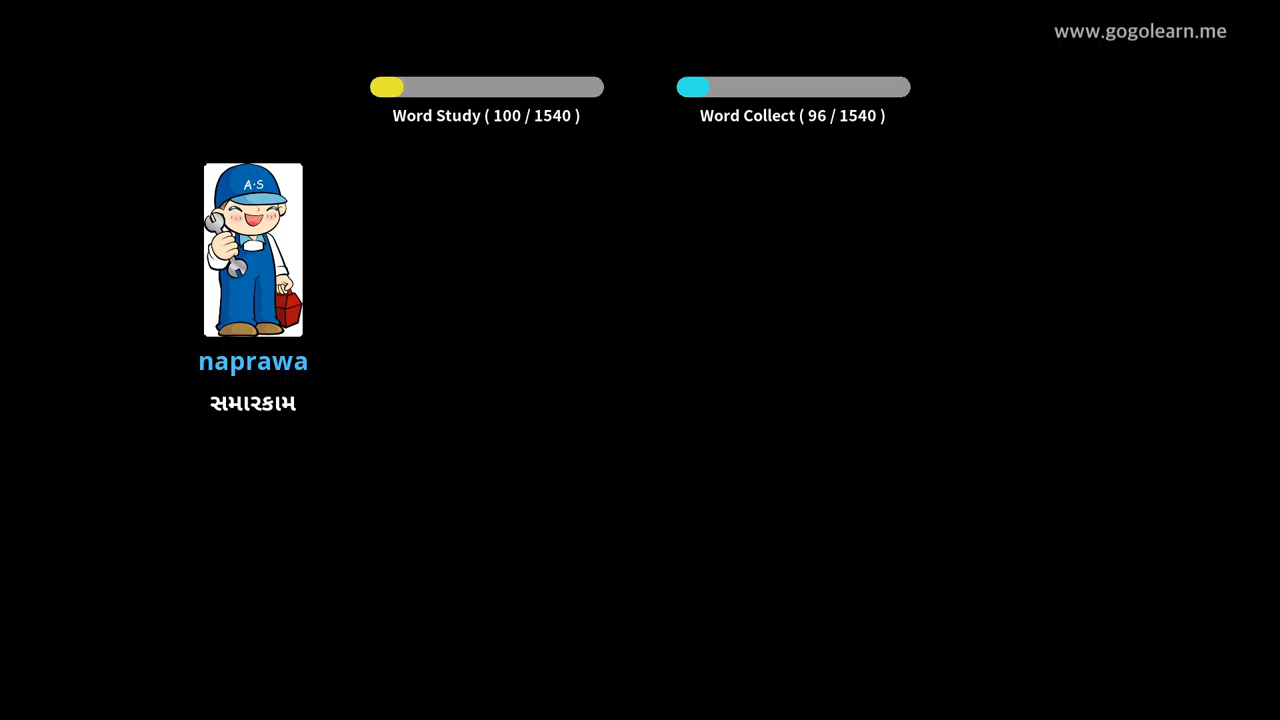 www.gogolearn.me
Word Study ( 100 / 1540 )
Word Collect ( 96 / 1540 )
A·S
naprawa
સમારકામ